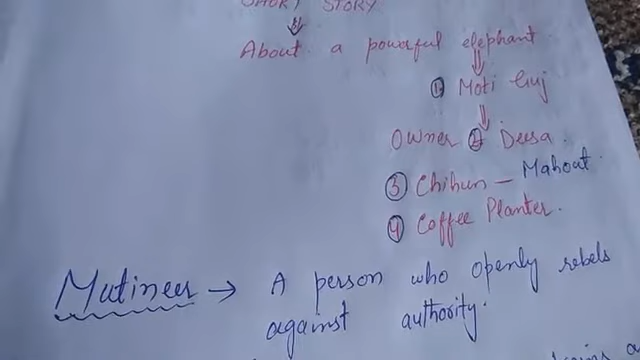 SHORT STORY
About a powerful elephant.
① Moti Guj
Owner ② Deesa.
③ Chihun - Mahout.
④ Coffee Planter.
Mutineer → A person who openly rebels
against authority.